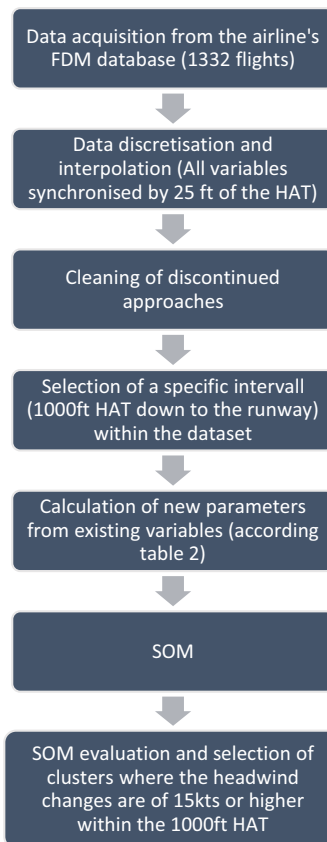 Data acquisition from the airline's
FDM database (1332 flights)
Data discretisation and
interpolation (All variables
synchronised by 25 ft of the HAT)
Cleaning of discontinued
approaches
Selection of a specific intervall
(1000ft HAT down to the runway)
within the dataset
Calculation of new parameters
from existing variables (according
table 2)
SOM
SOM evaluation and selection of
clusters where the headwind
changes are of 15kts or higher
within the 1000ft HAT